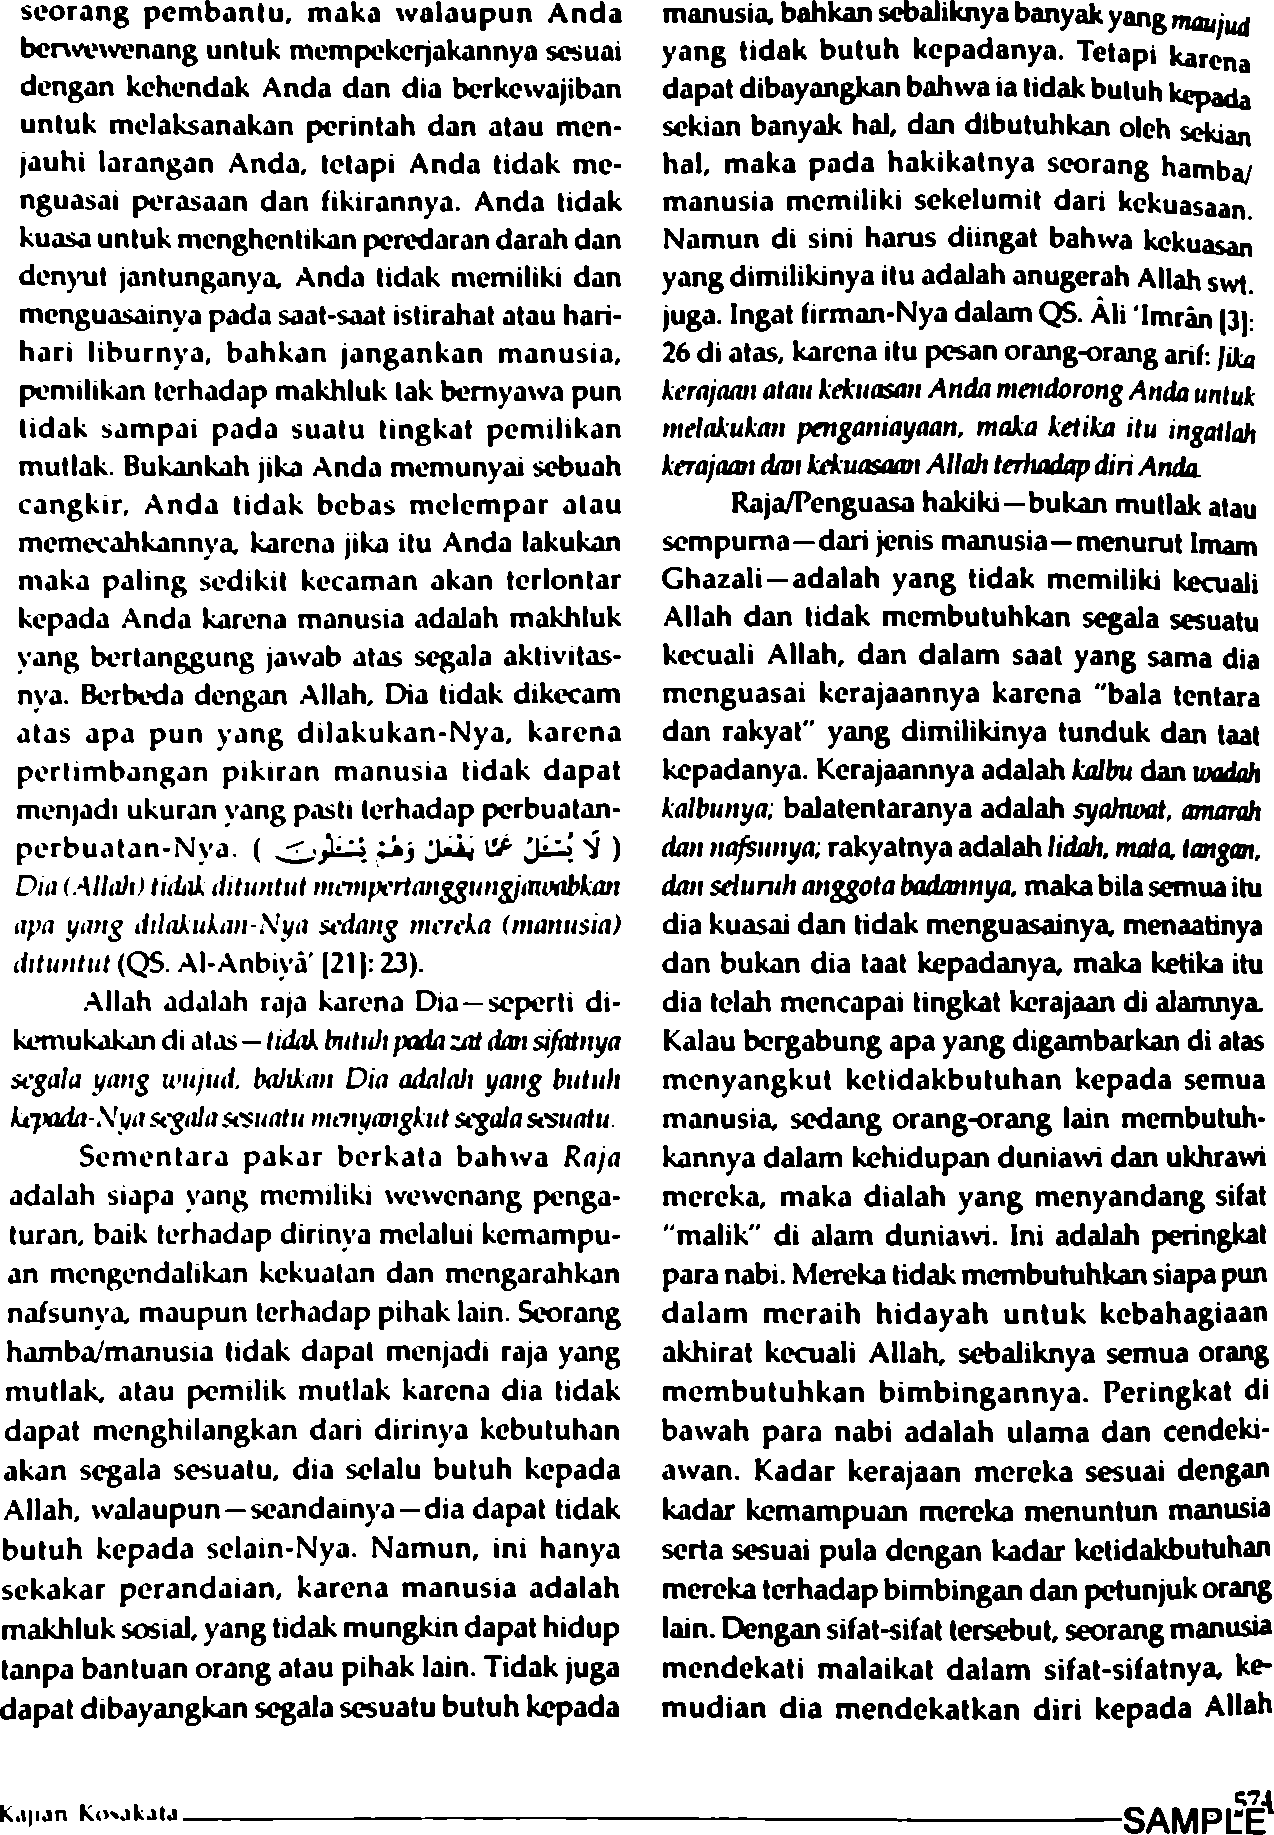 seorang pembantu, maka walaupun Anda
berwewenang untuk mempekerjakannya sesuai
dengan kehendak Anda dan dia berkewajiban
untuk melaksanakan perintah dan atau men-
jauhi larangan Anda, tetapi Anda tidak me-
nguasai perasaan dan fikirannya. Anda tidak
kuasa untuk menghentikan peredaran darah dan
denyut jantunganya, Anda tidak memiliki dan
menguasainya pada saat-saat istirahat atau hari-
hari liburnya, bahkan jangankan manusia,
pemilikan terhadap makhluk tak bernyawa pun
tidak sampai pada suatu tingkat pemilikan
mutlak. Bukankah jika Anda memunyai sebuah
cangkir, Anda tidak bebas melempar atau
memecahkannya, karena jika itu Anda lakukan
maka paling sedikit kecaman akan terlontar
kepada Anda karena manusia adalah makhluk
yang bertanggung jawab atas segala aktivitas-
nya. Berbeda dengan Allah, Dia tidak dikecam
atas apa pun yang dilakukan-Nya, karena
pertimbangan pikiran manusia tidak dapat
menjadi ukuran yang pasti terhadap perbuatan-
perbuatan-Nya. ( لَا يُسْـَٔلُ عَمَّا يَفْعَلُ وَهُمْ يُسْـَٔلُوْنَ )
Dia (Allah) tidak dituntut mempertanggungjawabkan
apa yang dilakukan-Nya sedang mereka (manusia)
dituntut (QS. Al-Anbiyâ' [21]: 23).
Allah adalah raja karena Dia—seperti di-
kemukakan di atas—tidak butuh pada zat dan sifatnya
segala yang wujud, bahkan Dia adalah yang butuh
kepada-Nya segala sesuatu menyangkut segala sesuatu.
Sementara pakar berkata bahwa Raja
adalah siapa yang memiliki wewenang penga-
turan, baik terhadap dirinya melalui kemampu-
an mengendalikan kekuatan dan mengarahkan
nafsunya, maupun terhadap pihak lain. Seorang
hamba/manusia tidak dapat menjadi raja yang
mutlak, atau pemilik mutlak karena dia tidak
dapat menghilangkan dari dirinya kebutuhan
akan segala sesuatu, dia selalu butuh kepada
Allah, walaupun—seandainya—dia dapat tidak
butuh kepada selain-Nya. Namun, ini hanya
sekakar perandaian, karena manusia adalah
makhluk sosial, yang tidak mungkin dapat hidup
tanpa bantuan orang atau pihak lain. Tidak juga
dapat dibayangkan segala sesuatu butuh kepada
manusia, bahkan sebaliknya banyak yang maujud
yang tidak butuh kepadanya. Tetapi karena
dapat dibayangkan bahwa ia tidak butuh kepada
sekian banyak hal, dan dibutuhkan oleh sekian
hal, maka pada hakikatnya seorang hamba/
manusia memiliki sekelumit dari kekuasaan.
Namun di sini harus diingat bahwa kekuasan
yang dimilikinya itu adalah anugerah Allah swt.
juga. Ingat firman-Nya dalam QS. Âli 'Imrân [3]:
26 di atas, karena itu pesan orang-orang arif: Jika
kerajaan atau kekuasan Anda mendorong Anda untuk
melakukan penganiayaan, maka ketika itu ingatlah
kerajaan dan kekuasaan Allah terhadap diri Anda.
Raja/Penguasa hakiki—bukan mutlak atau
sempurna—dari jenis manusia—menurut Imam
Ghazali—adalah yang tidak memiliki kecuali
Allah dan tidak membutuhkan segala sesuatu
kecuali Allah, dan dalam saat yang sama dia
menguasai kerajaannya karena "bala tentara
dan rakyat" yang dimilikinya tunduk dan taat
kepadanya. Kerajaannya adalah kalbu dan wadah
kalbunya; balatentaranya adalah syahwat, amarah
dan nafsunya; rakyatnya adalah lidah, mata, tangan,
dan seluruh anggota badannya, maka bila semua itu
dia kuasai dan tidak menguasainya, menaatinya
dan bukan dia taat kepadanya, maka ketika itu
dia telah mencapai tingkat kerajaan di alamnya.
Kalau bergabung apa yang digambarkan di atas
menyangkut ketidakbutuhan kepada semua
manusia, sedang orang-orang lain membutuh-
kannya dalam kehidupan duniawi dan ukhrawi
mereka, maka dialah yang menyandang sifat
"malik" di alam duniawi. Ini adalah peringkat
para nabi. Mereka tidak membutuhkan siapa pun
dalam meraih hidayah untuk kebahagiaan
akhirat kecuali Allah, sebaliknya semua orang
membutuhkan bimbingannya. Peringkat di
bawah para nabi adalah ulama dan cendeki-
awan. Kadar kerajaan mereka sesuai dengan
kadar kemampuan mereka menuntun manusia
serta sesuai pula dengan kadar ketidakbutuhan
mereka terhadap bimbingan dan petunjuk orang
lain. Dengan sifat-sifat tersebut, seorang manusia
mendekati malaikat dalam sifat-sifatnya, ke-
mudian dia mendekatkan diri kepada Allah
Kajian Kosakata
SAMPLE